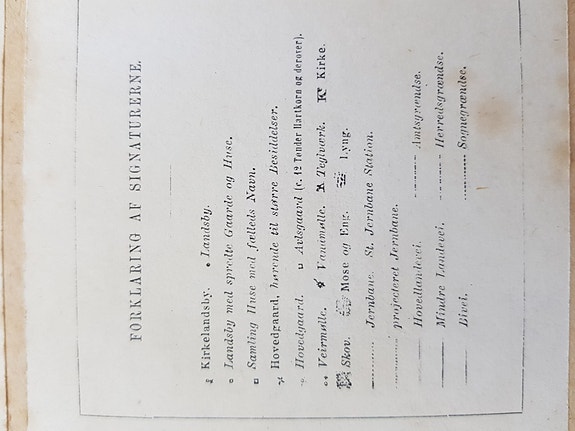 FORKLARING AF SIGNATURERNE.
Kirkelandsby. Landsby.
Landsby med spredte Gaarde og Huse.
Samling Huse med fælleds Navn.
Hovedgaard, hørende til større Besiddelser.
Hovedgaard. Avlsgaard (c. 12 Tønder Hartkorn og derover).
Veirmølle. Vandmølle. Teglværk. K Kirke.
Skov. Mose og Eng. Lyng.
Jernbane. St. Jernbane Station.
projecteret Jernbane.
Hovedlandevei. Amtsgrændse.
Mindre Landevei. Herredsgrændse.
Bivei. Sognegrændse.